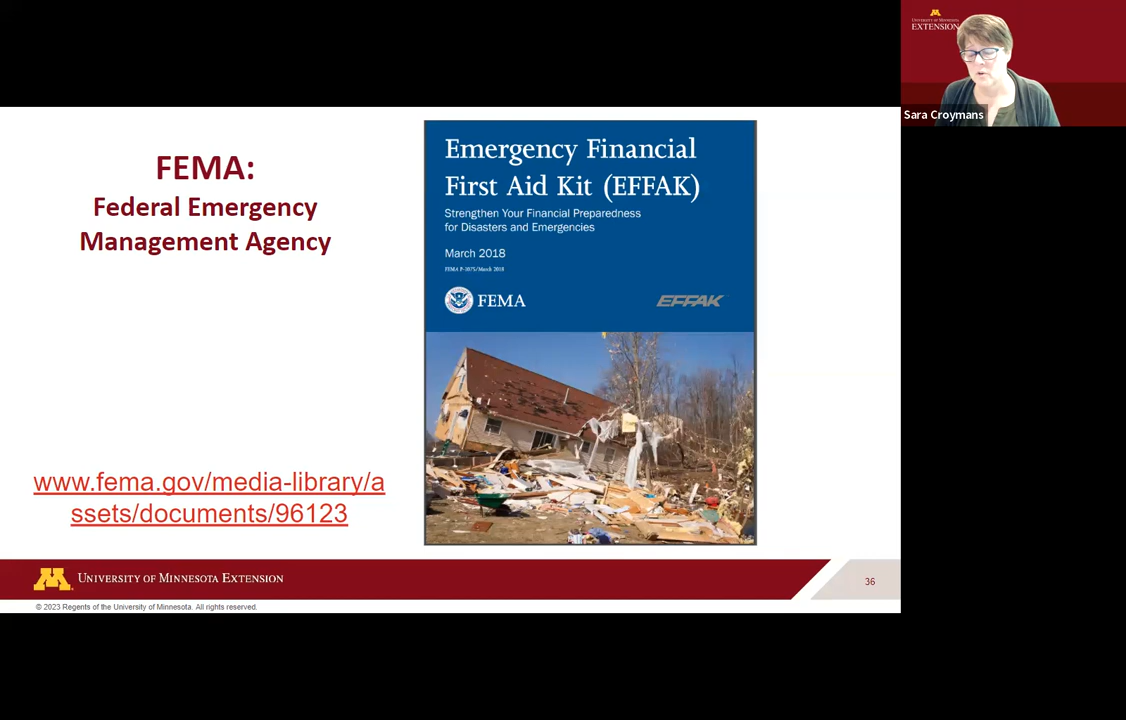 UNIVERSITY OF MINNESOTA
EXTENSION
Sara Croymans
FEMA:
Federal Emergency
Management Agency
www.fema.gov/media-library/a
ssets/documents/96123
Emergency Financial
First Aid Kit (EFFAK)
Strengthen Your Financial Preparedness
for Disasters and Emergencies
March 2018
FEMA P-1075/March 2018
FEMA
EFFAK
UNIVERSITY OF MINNESOTA EXTENSION
36
© 2023 Regents of the University of Minnesota. All rights reserved.